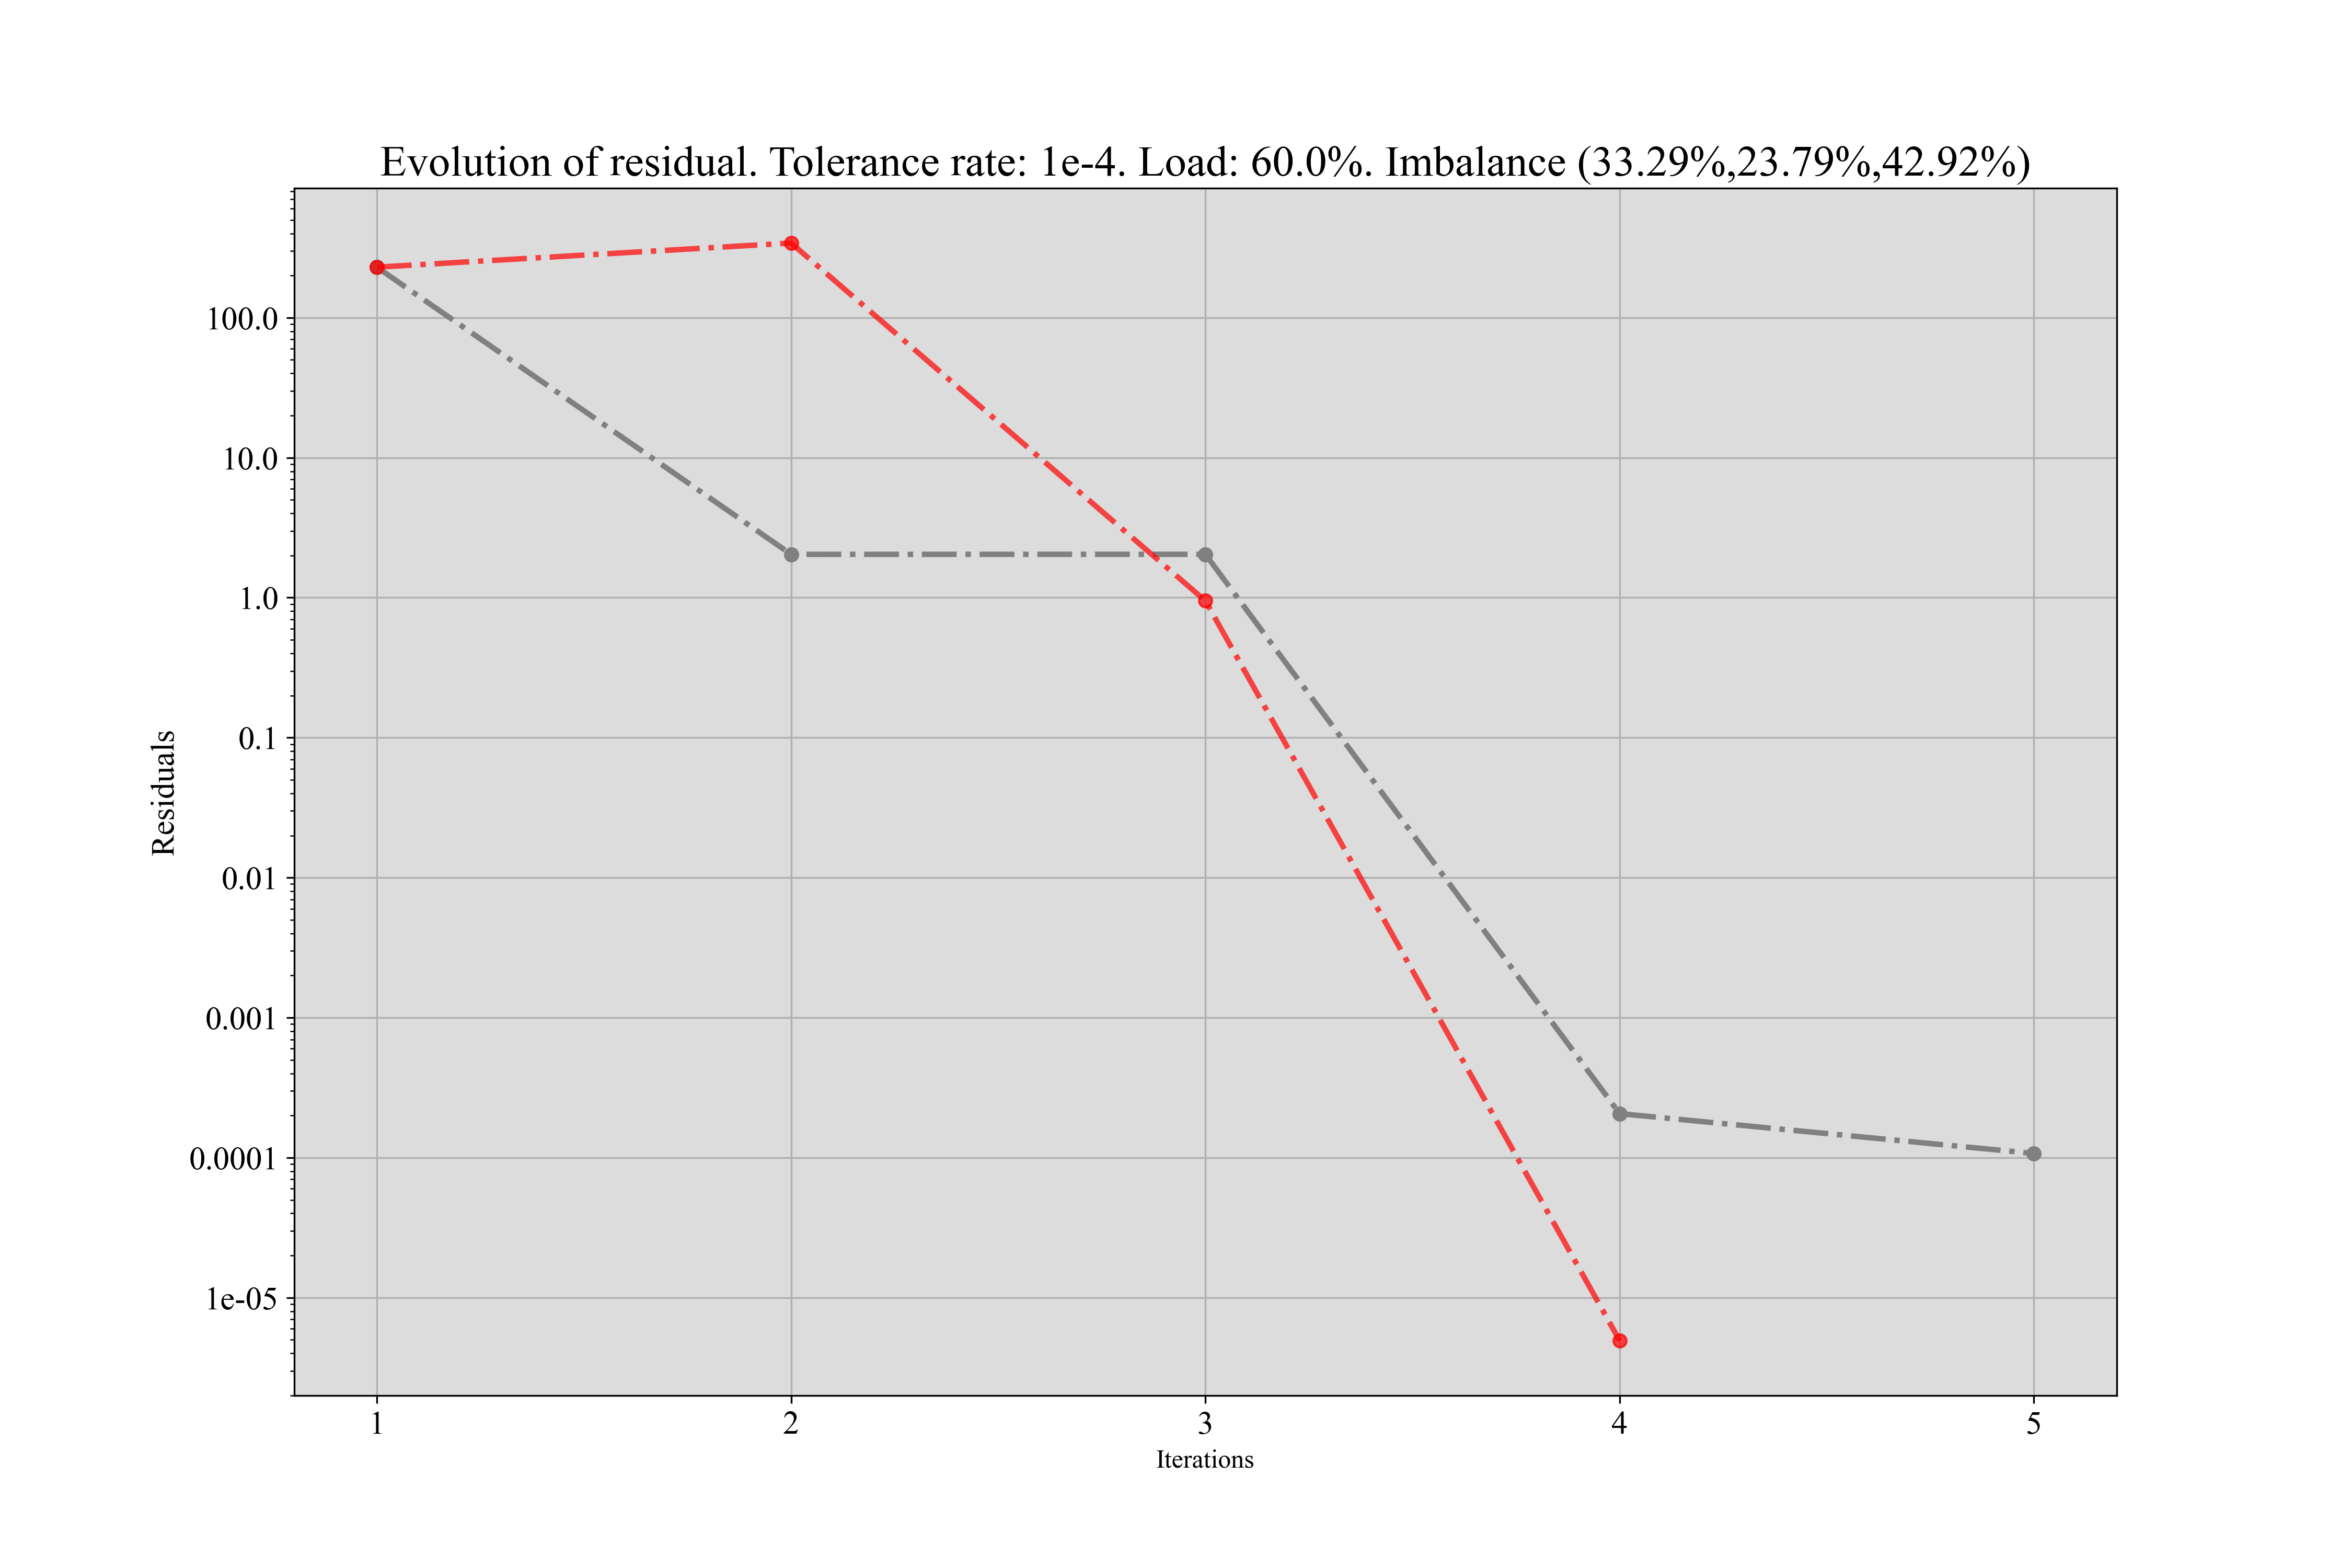 Evolution of residual. Tolerance rate: 1e-4. Load: 60.0%. Imbalance (33.29%,23.79%,42.92%)
100.0
10.0
1.0
0.1
0.01
0.001
0.0001
1e-05
Residuals
1 2 3 4 5
Iterations